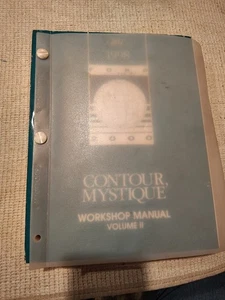 CONTOUR,
MYSTIQUE
WORKSHOP MANUAL
VOLUME II